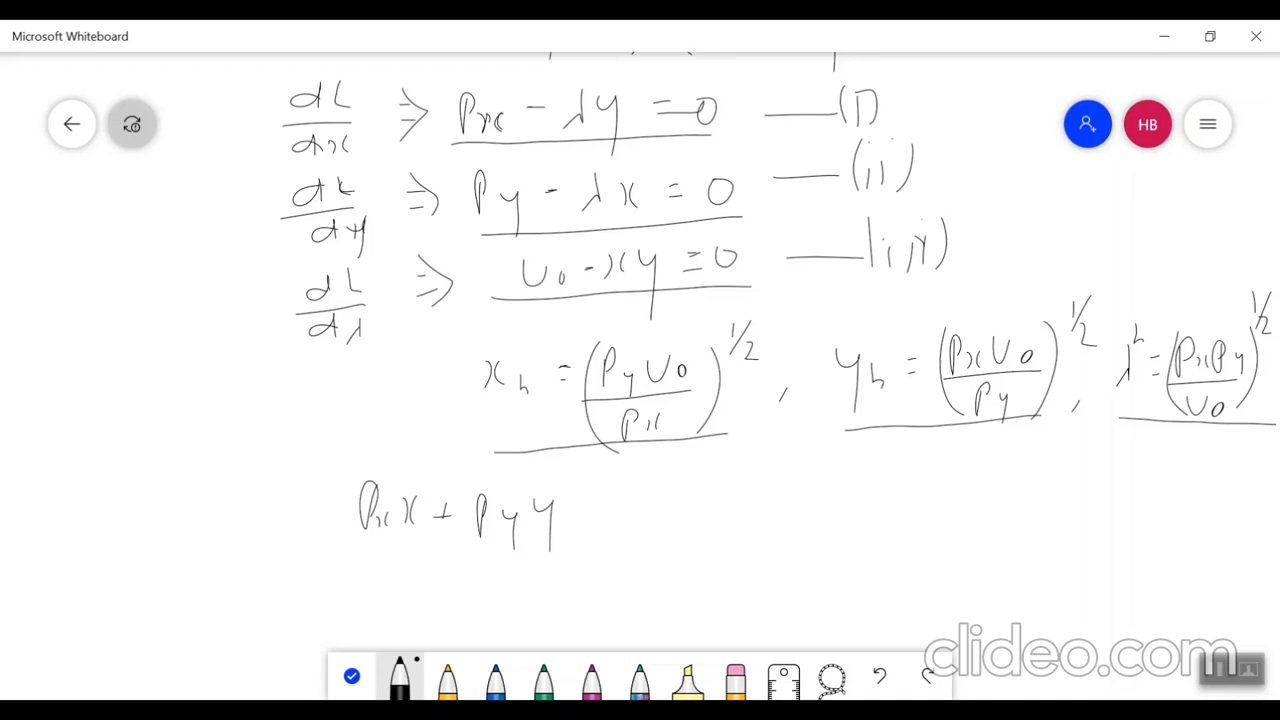 Microsoft Whiteboard
HB
dL/dx ⇒ Px - λy = 0 —— (i)
dL/dy ⇒ Py - λx = 0 —— (ii)
dL/dλ ⇒ U₀ - xy = 0 —— (iii)
xₕ = (PyU₀/Px)^1/2 , yₕ = (PxU₀/Py)^1/2 , λʰ = (PxPy/U₀)^1/2
Pxx + Pyy
clideo.com